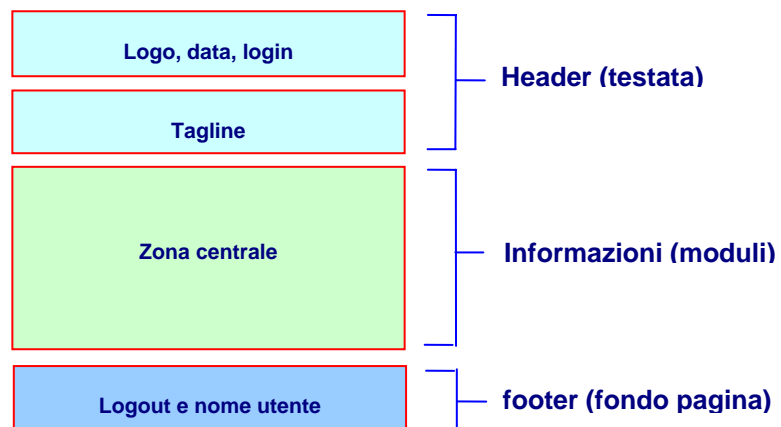 Logo, data, login
Header (testata)
Tagline
Zona centrale
Informazioni (moduli)
Logout e nome utente
footer (fondo pagina)